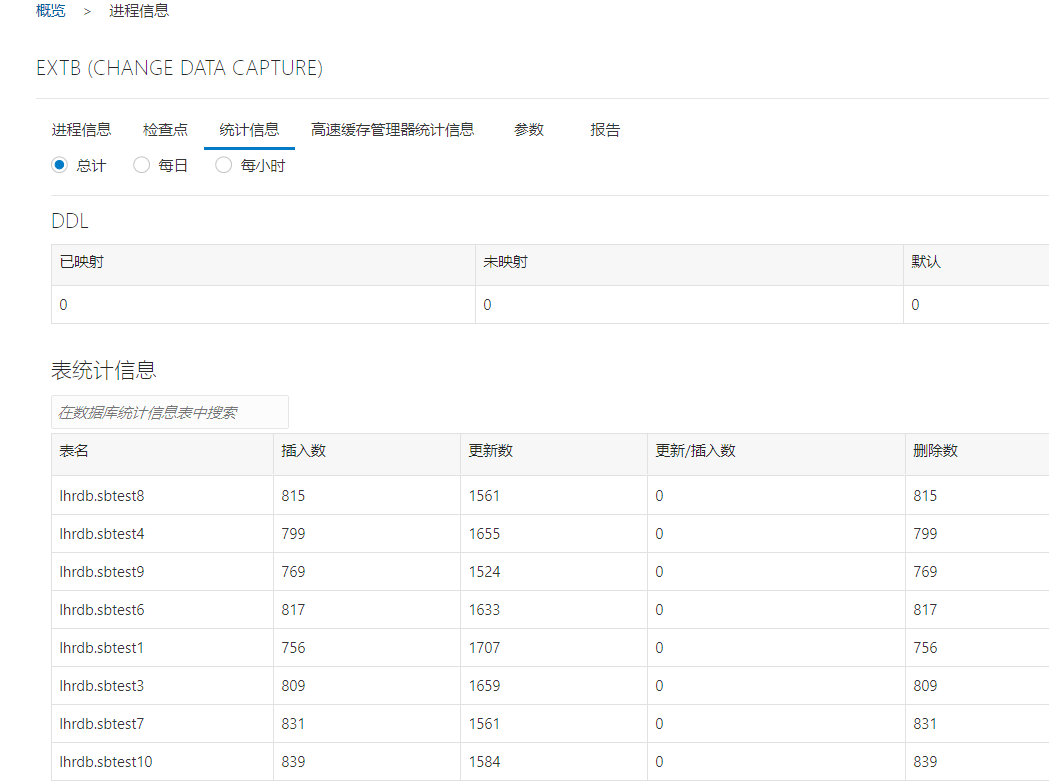 概览 > 进程信息
EXTB (CHANGE DATA CAPTURE)
进程信息 检查点 统计信息 高速缓存管理器统计信息 参数 报告
总计 每日 每小时
DDL
已映射 未映射 默认
0 0 0
表统计信息
在数据库统计信息表中搜索
表名 插入数 更新数 更新/插入数 删除数
lhrdb.sbtest8 815 1561 0 815
lhrdb.sbtest4 799 1655 0 799
lhrdb.sbtest9 769 1524 0 769
lhrdb.sbtest6 817 1633 0 817
lhrdb.sbtest1 756 1707 0 756
lhrdb.sbtest3 809 1659 0 809
lhrdb.sbtest7 831 1561 0 831
lhrdb.sbtest10 839 1584 0 839